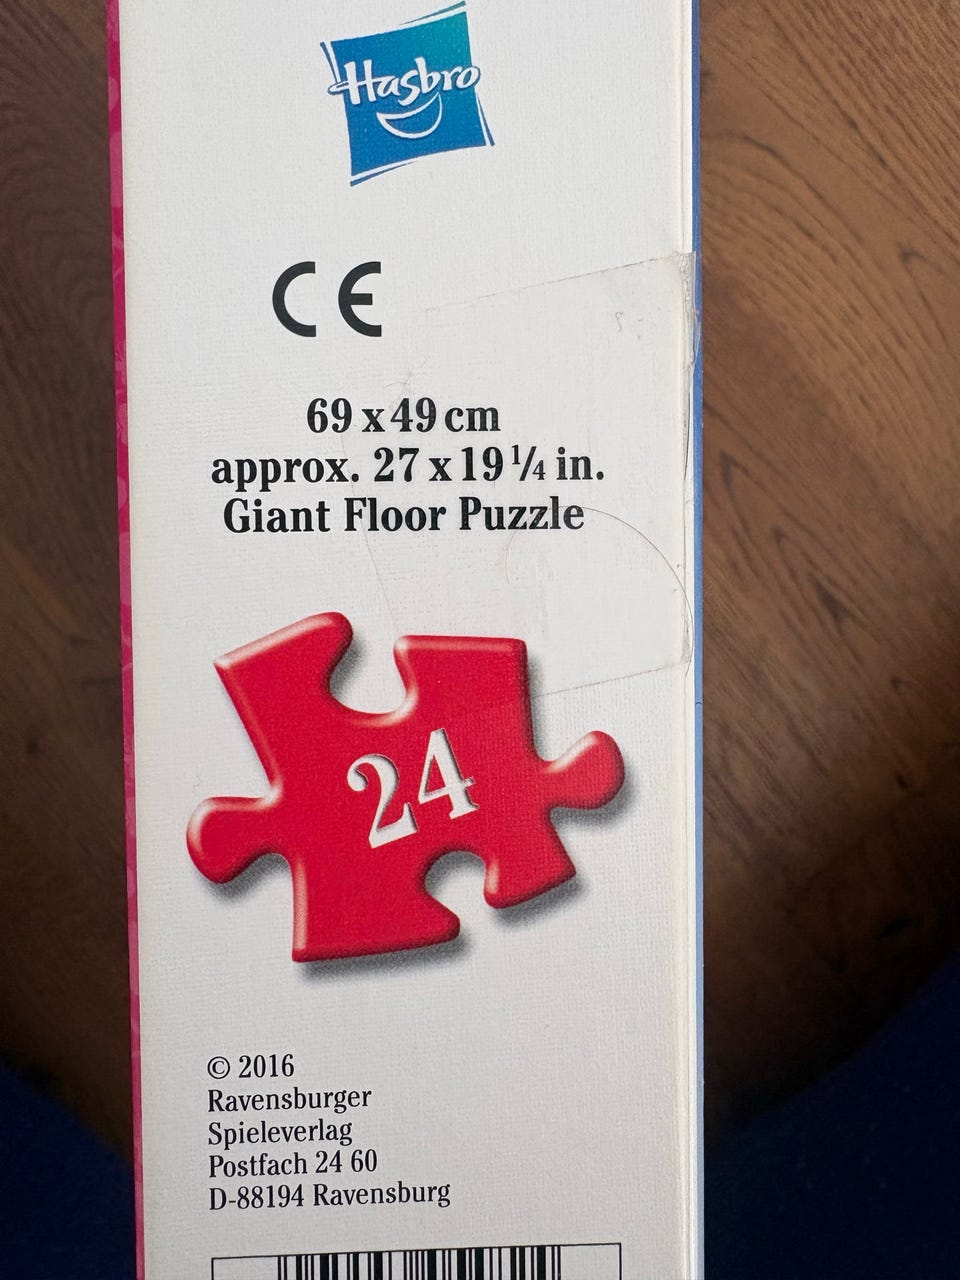 Hasbro
CE
69 x 49 cm
approx. 27 x 19 1/4 in.
Giant Floor Puzzle
24
© 2016
Ravensburger
Spieleverlag
Postfach 24 60
D-88194 Ravensburg